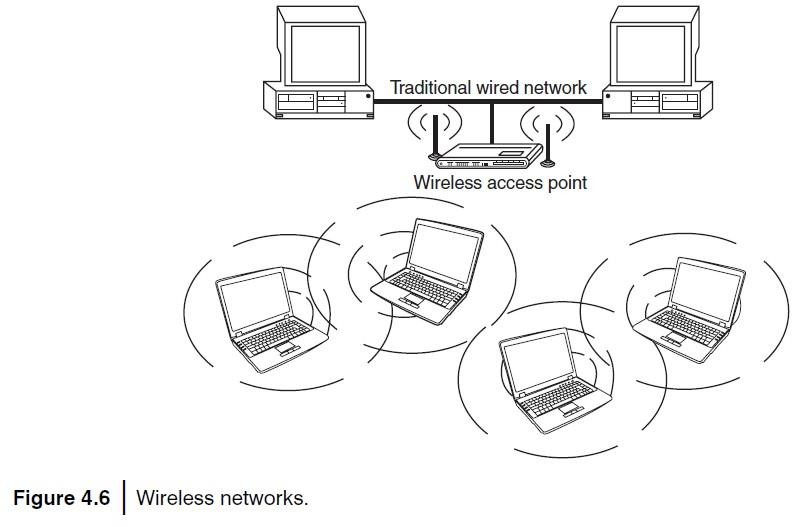 Traditional wired network
Wireless access point
Figure 4.6 Wireless networks.